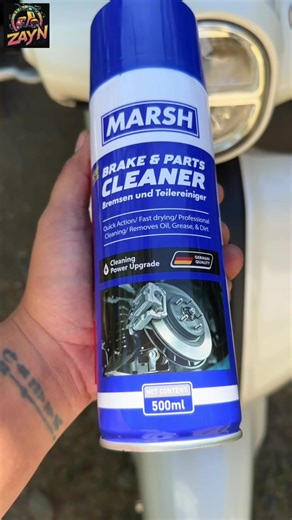 ZAYN
MARSH
BRAKE & PARTS
CLEANER
Bremsen und Teilereiniger
Quick Action/ Fast drying/ Professional
Cleaning/ Removes Oil, Grease, & Dirt
Cleaning
Power Upgrade
GERMAN
QUALITY
NET CONTENT:
500ml